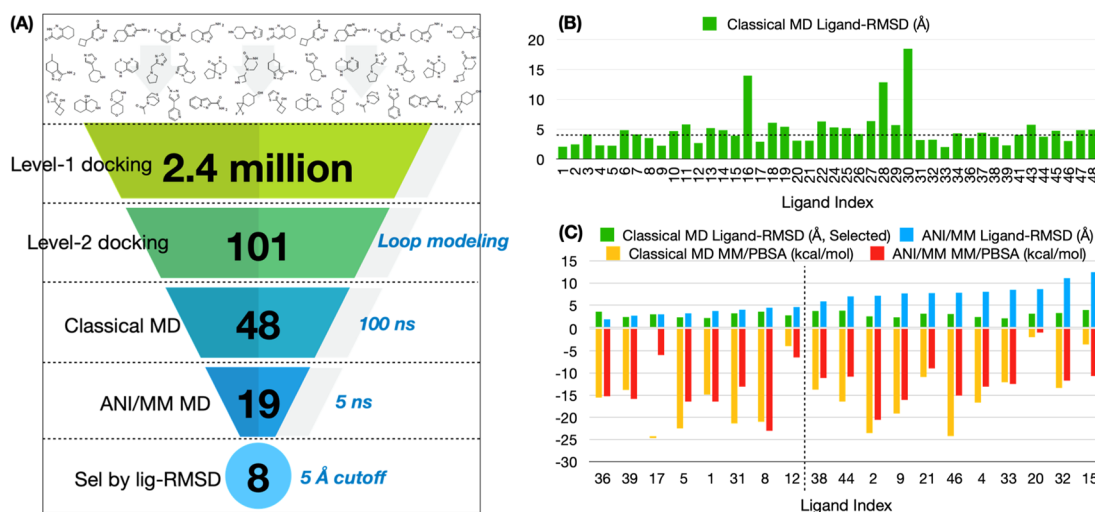 (A)
Level-1 docking 2.4 million
Level-2 docking 101 Loop modeling
Classical MD 48 100 ns
ANI/MM MD 19 5 ns
Sel by lig-RMSD 8 5 Å cutoff
(B)
Classical MD Ligand-RMSD (Å)
20
15
10
5
0
1 2 3 4 5 6 7 8 9 10 11 12 13 14 15 16 17 18 19 20 21 22 24 25 26 27 28 29 30 31 32 33 34 36 37 38 39 41 43 44 45 46 47 48
Ligand Index
(C)
Classical MD Ligand-RMSD (Å, Selected) ANI/MM Ligand-RMSD (Å)
Classical MD MM/PBSA (kcal/mol) ANI/MM MM/PBSA (kcal/mol)
15
10
5
0
-5
-10
-15
-20
-25
-30
36 39 17 5 1 31 8 12 38 44 2 9 21 46 4 33 20 32 15
Ligand Index